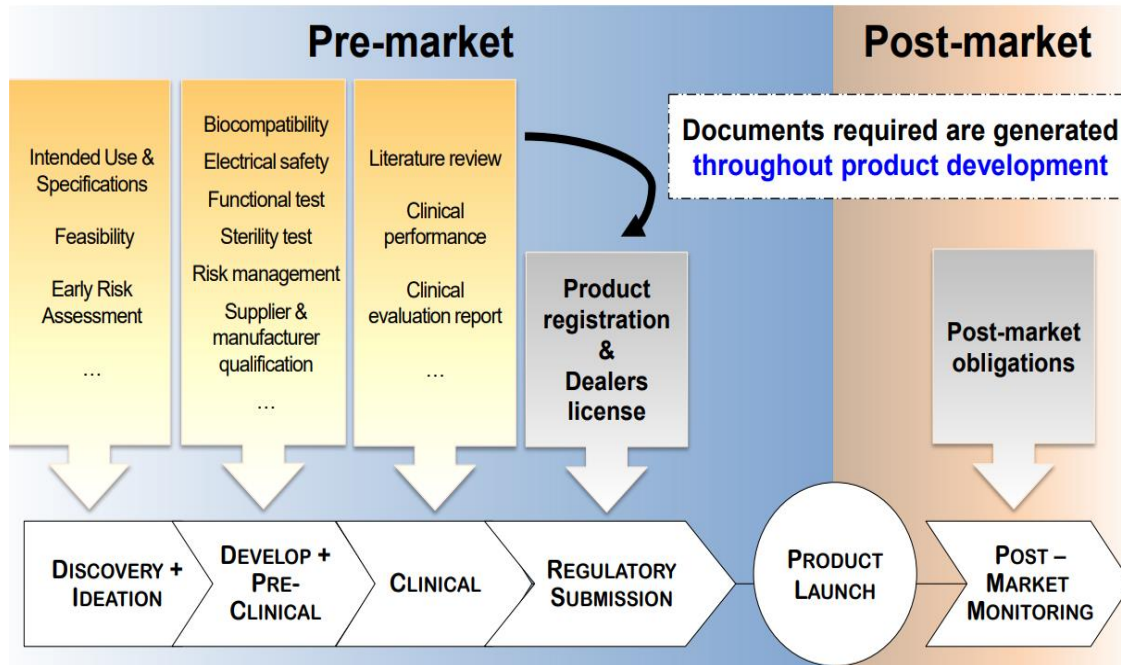 Pre-market
Post-market
Intended Use &
Specifications
Feasibility
Early Risk
Assessment
…
Biocompatibility
Electrical safety
Functional test
Sterility test
Risk management
Supplier &
manufacturer
qualification
…
Literature review
Clinical
performance
Clinical
evaluation report
…
Product
registration
&
Dealers
license
Documents required are generated
throughout product development
Post-market
obligations
DISCOVERY +
IDEATION
DEVELOP +
PRE-
CLINICAL
CLINICAL
REGULATORY
SUBMISSION
PRODUCT
LAUNCH
POST –
MARKET
MONITORING